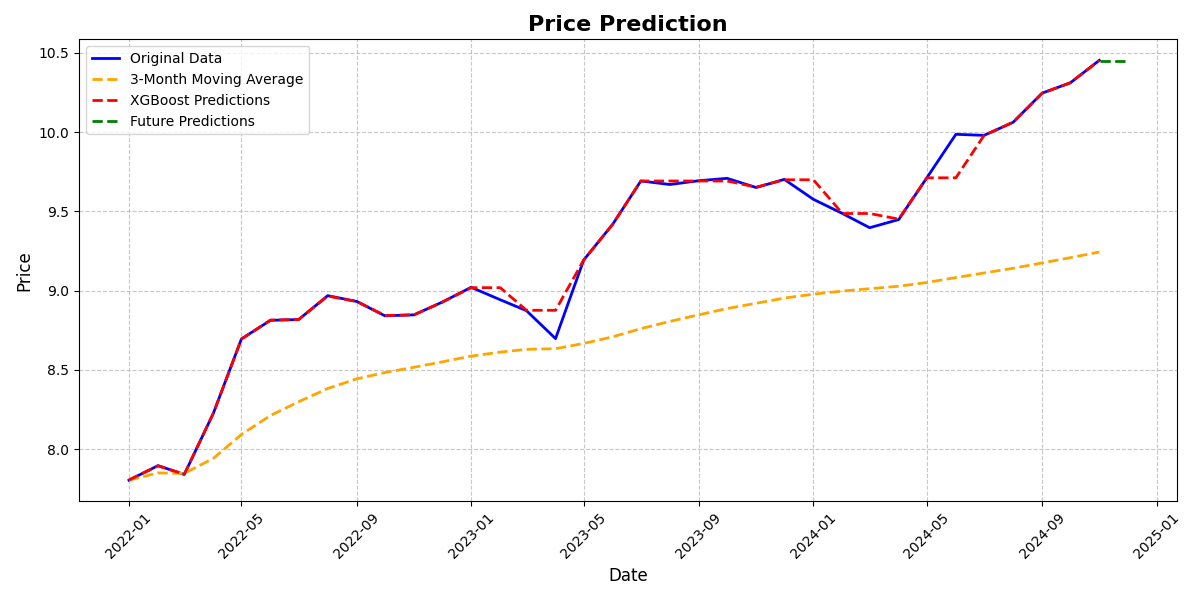 Price Prediction
Original Data
3-Month Moving Average
XGBoost Predictions
Future Predictions
10.5
10.0
9.5
9.0
8.5
8.0
Price
2022-01
2022-05
2022-09
2023-01
2023-05
2023-09
2024-01
2024-05
2024-09
2025-01
Date